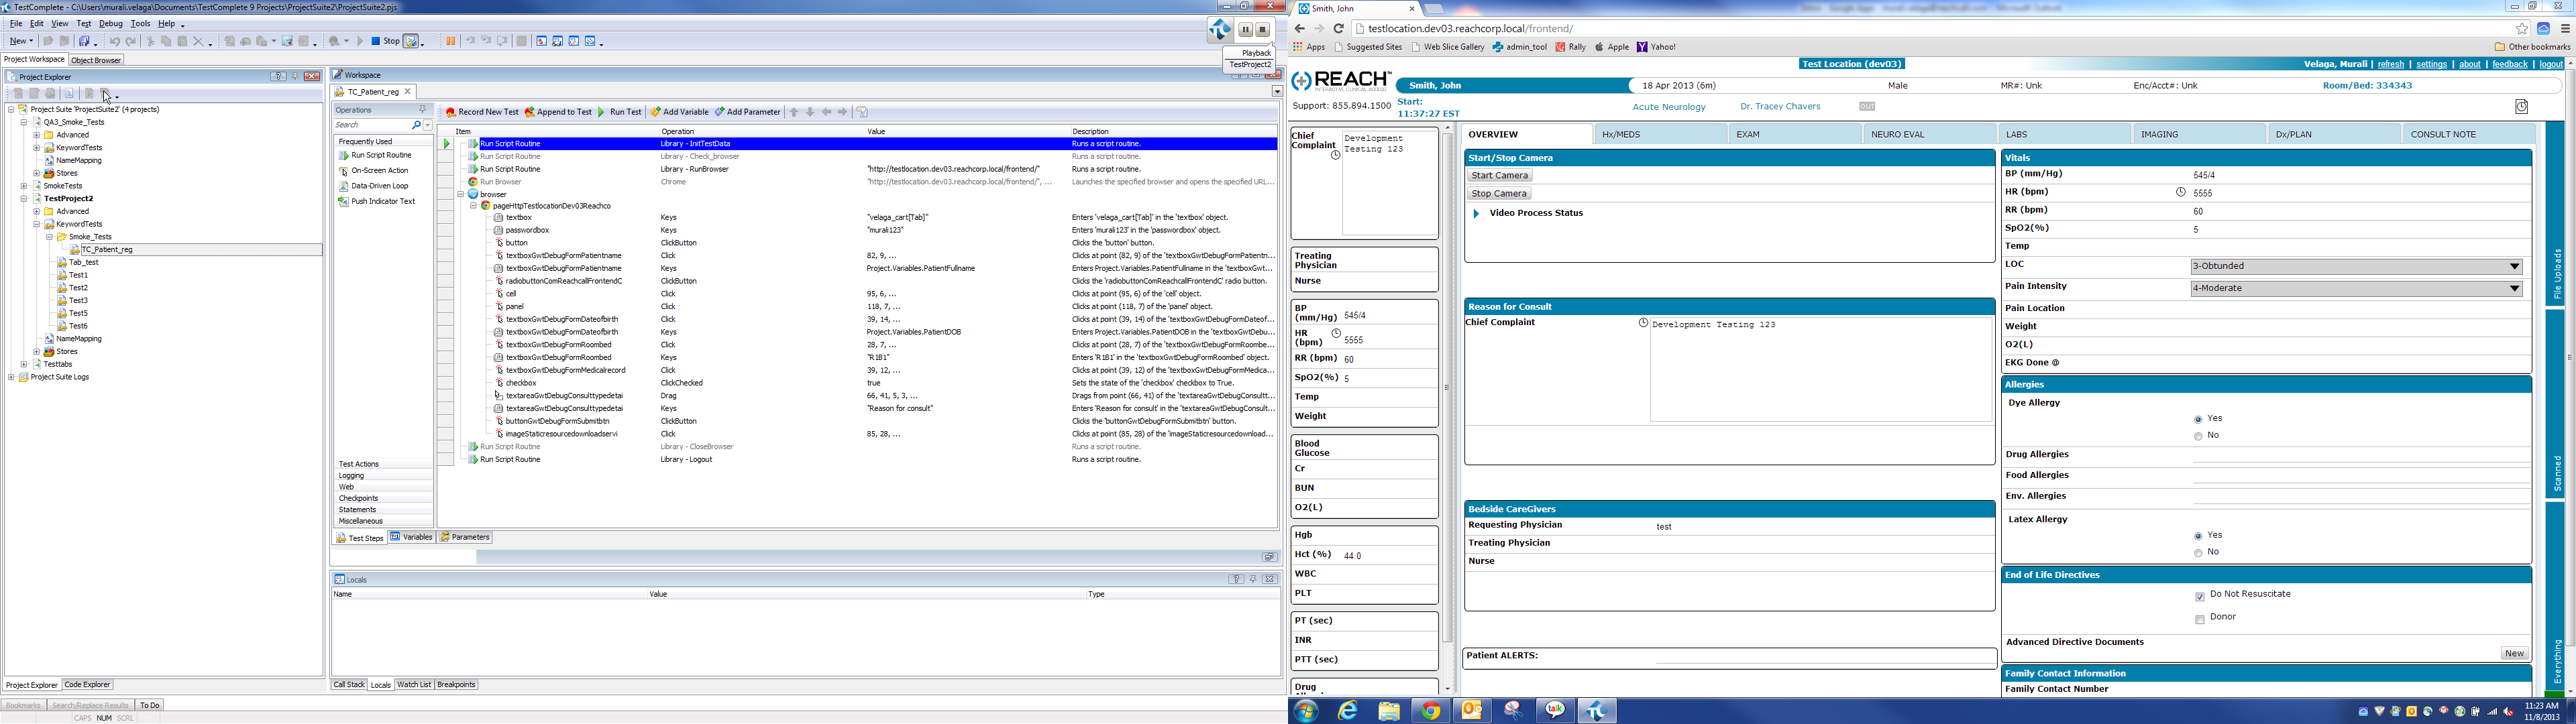 TestComplete - C:\Users\murali.velaga\Documents\TestComplete 9 Projects\ProjectSuite2\ProjectSuite2.pjs
File Edit View Test Debug Tools Help
New Stop
Playback
TestProject2
Project Workspace Object Browser
Project Explorer
Project Suite 'ProjectSuite2' (4 projects)
QA3_Smoke_Tests
Advanced
KeywordTests
NameMapping
Stores
SmokeTests
TestProject2
Advanced
KeywordTests
Smoke_Tests
TC_Patient_reg
Tab_test
Test1
Test2
Test3
Test5
Test6
NameMapping
Stores
Testtabs
Project Suite Logs
Project Explorer Code Explorer
Bookmarks Search/Replace Results To Do
CAPS NUM SCRL
Workspace
TC_Patient_reg
Operations
Search
Frequently Used
Run Script Routine
On-Screen Action
Data-Driven Loop
Push Indicator Text
Test Actions
Logging
Web
Checkpoints
Statements
Miscellaneous
Record New Test Append to Test Run Test Add Variable Add Parameter
Item Operation Value Description
Run Script Routine Library - InitTestData Runs a script routine.
Run Script Routine Library - Check_browser Runs a script routine.
Run Script Routine Library - RunBrowser "http://testlocation.dev03.reachcorp.local/frontend/" Runs a script routine.
Run Browser Chrome "http://testlocation.dev03.reachcorp.local/frontend/", ... Launches the specified browser and opens the specified URL...
browser
pageHttpTestlocationDev03Reachco
textbox Keys "velaga_cart[Tab]" Enters 'velaga_cart[Tab]' in the 'textbox' object.
passwordbox Keys "murali123" Enters 'murali123' in the 'passwordbox' object.
button ClickButton Clicks the 'button' button.
textboxGwtDebugFormPatientname Click 82, 9, ... Clicks at point (82, 9) of the 'textboxGwtDebugFormPatientn...
textboxGwtDebugFormPatientname Keys Project.Variables.PatientFullname Enters Project.Variables.PatientFullname in the 'textboxGwt...
radiobuttonComReachcallFrontendC ClickButton Clicks the 'radiobuttonComReachcallFrontendC' radio button.
cell Click 95, 6, ... Clicks at point (95, 6) of the 'cell' object.
panel Click 118, 7, ... Clicks at point (118, 7) of the 'panel' object.
textboxGwtDebugFormDateofbirth Click 39, 14, ... Clicks at point (39, 14) of the 'textboxGwtDebugFormDateof...
textboxGwtDebugFormDateofbirth Keys Project.Variables.PatientDOB Enters Project.Variables.PatientDOB in the 'textboxGwtDebu...
textboxGwtDebugFormRoombed Click 28, 7, ... Clicks at point (28, 7) of the 'textboxGwtDebugFormRoombe...
textboxGwtDebugFormRoombed Keys "R1B1" Enters 'R1B1' in the 'textboxGwtDebugFormRoombed' object.
textboxGwtDebugFormMedicalrecord Click 39, 12, ... Clicks at point (39, 12) of the 'textboxGwtDebugFormMedica...
checkbox ClickChecked true Sets the state of the 'checkbox' checkbox to True.
textareaGwtDebugConsulttypedetai Drag 66, 41, 5, 3, ... Drags from point (66, 41) of the 'textareaGwtDebugConsultt...
textareaGwtDebugConsulttypedetai Keys "Reason for consult" Enters 'Reason for consult' in the 'textareaGwtDebugConsult...
buttonGwtDebugFormSubmitbtn ClickButton Clicks the 'buttonGwtDebugFormSubmitbtn' button.
imageStaticresourcedownloadservi Click 85, 28, ... Clicks at point (85, 28) of the 'imageStaticresourcedownload...
Run Script Routine Library - CloseBrowser Runs a script routine.
Run Script Routine Library - Logout Runs a script routine.
Test Steps Variables Parameters
Locals
Name Value Type
Call Stack Locals Watch List Breakpoints
Smith, John
testlocation.dev03.reachcorp.local/frontend/
Apps Suggested Sites Web Slice Gallery admin_tool Rally Apple Yahoo! Other bookmarks
Test Location (dev03)
Velaga, Murali | refresh | settings | about | feedback | logout
REACH™
Smith, John 18 Apr 2013 (6m) Male MR#: Unk Enc/Acct#: Unk Room/Bed: 334343
Support: 855.894.1500 Start:
11:37:27 EST
Acute Neurology Dr. Tracey Chavers OUT
Chief Complaint
Development Testing 123
Treating Physician
Nurse
BP (mm/Hg) 545/4
HR (bpm) 5555
RR (bpm) 60
SpO2(%) 5
Temp
Weight
Blood Glucose
Cr
BUN
O2(L)
Hgb
Hct (%) 44.0
WBC
PLT
PT (sec)
INR
PTT (sec)
Drug
OVERVIEW Hx/MEDS EXAM NEURO EVAL LABS IMAGING Dx/PLAN CONSULT NOTE
Start/Stop Camera
Start Camera
Stop Camera
Video Process Status
Reason for Consult
Chief Complaint Development Testing 123
Bedside CareGivers
Requesting Physician test
Treating Physician
Nurse
Patient ALERTS:
Vitals
BP (mm/Hg) 545/4
HR (bpm) 5555
RR (bpm) 60
SpO2(%) 5
Temp
LOC 3-Obtunded
Pain Intensity 4-Moderate
Pain Location
Weight
O2(L)
EKG Done @
Allergies
Dye Allergy
Yes
No
Drug Allergies
Food Allergies
Env. Allergies
Latex Allergy
Yes
No
End of Life Directives
Do Not Resuscitate
Donor
Advanced Directive Documents
New
Family Contact Information
Family Contact Number
File Uploads
Scanned
Everything
talk
11:23 AM
11/8/2013